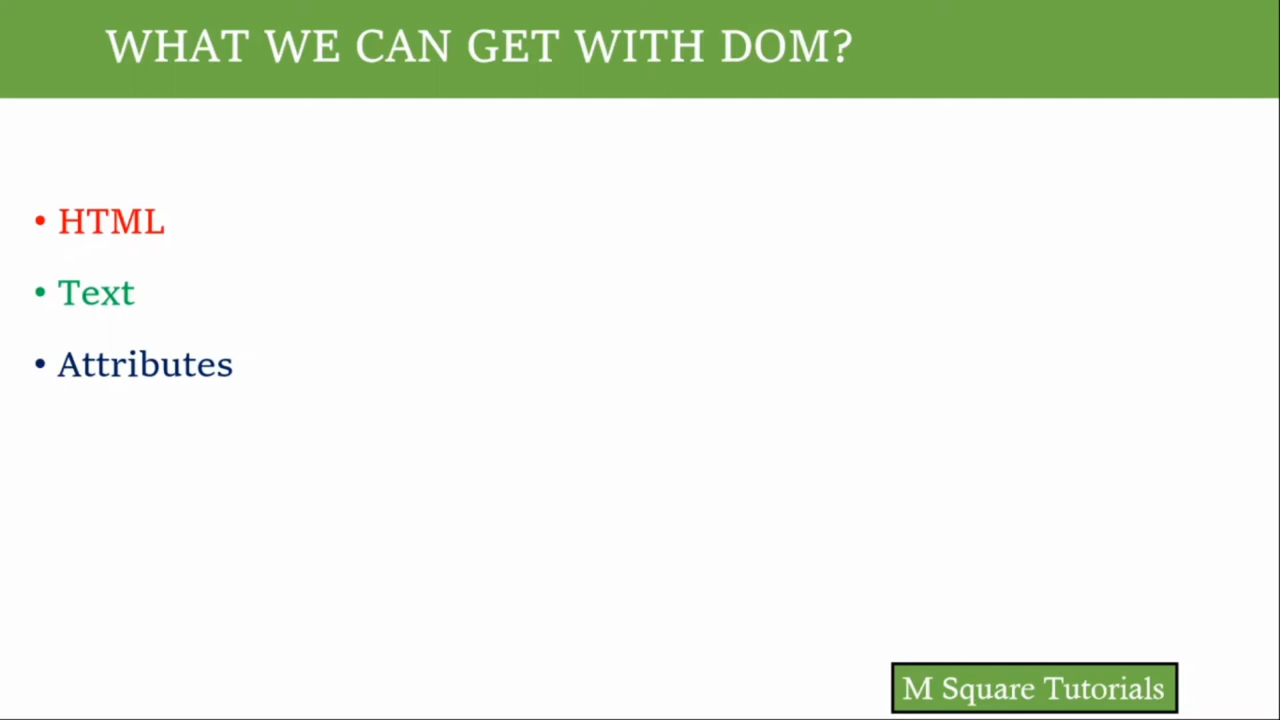 WHAT WE CAN GET WITH DOM?
• HTML
• Text
• Attributes
M Square Tutorials